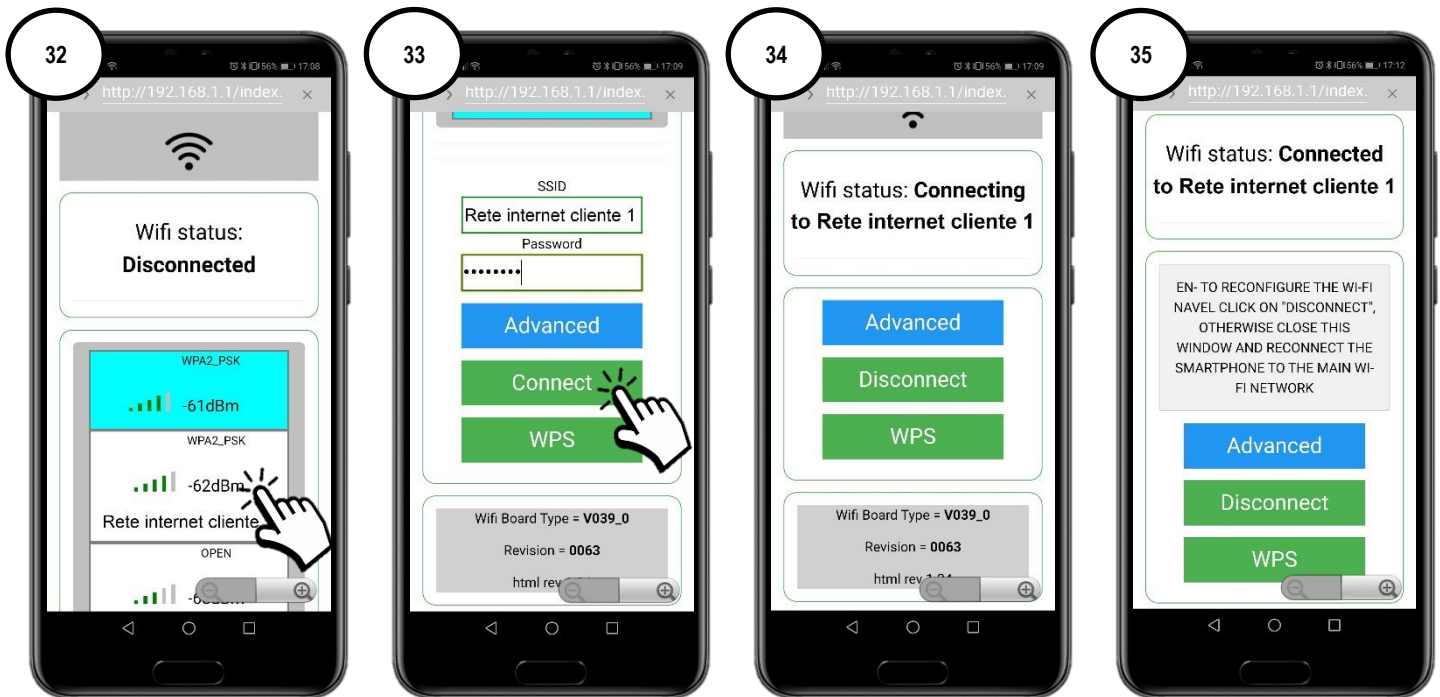 32
56% 17:08
http://192.168.1.1/index.
Wifi status:
Disconnected
WPA2_PSK
-61dBm
WPA2_PSK
-62dBm
Rete internet cliente
OPEN
33
56% 17:09
http://192.168.1.1/index.
SSID
Rete internet cliente 1
Password
••••••••
Advanced
Connect
WPS
Wifi Board Type = V039_0
Revision = 0063
html rev
34
56% 17:09
http://192.168.1.1/index.
Wifi status: Connecting
to Rete internet cliente 1
Advanced
Disconnect
WPS
Wifi Board Type = V039_0
Revision = 0063
html rev
35
56% 17:12
http://192.168.1.1/index.
Wifi status: Connected
to Rete internet cliente 1
EN- TO RECONFIGURE THE WI-FI
NAVEL CLICK ON "DISCONNECT",
OTHERWISE CLOSE THIS
WINDOW AND RECONNECT THE
SMARTPHONE TO THE MAIN WI-
FI NETWORK
Advanced
Disconnect
WPS